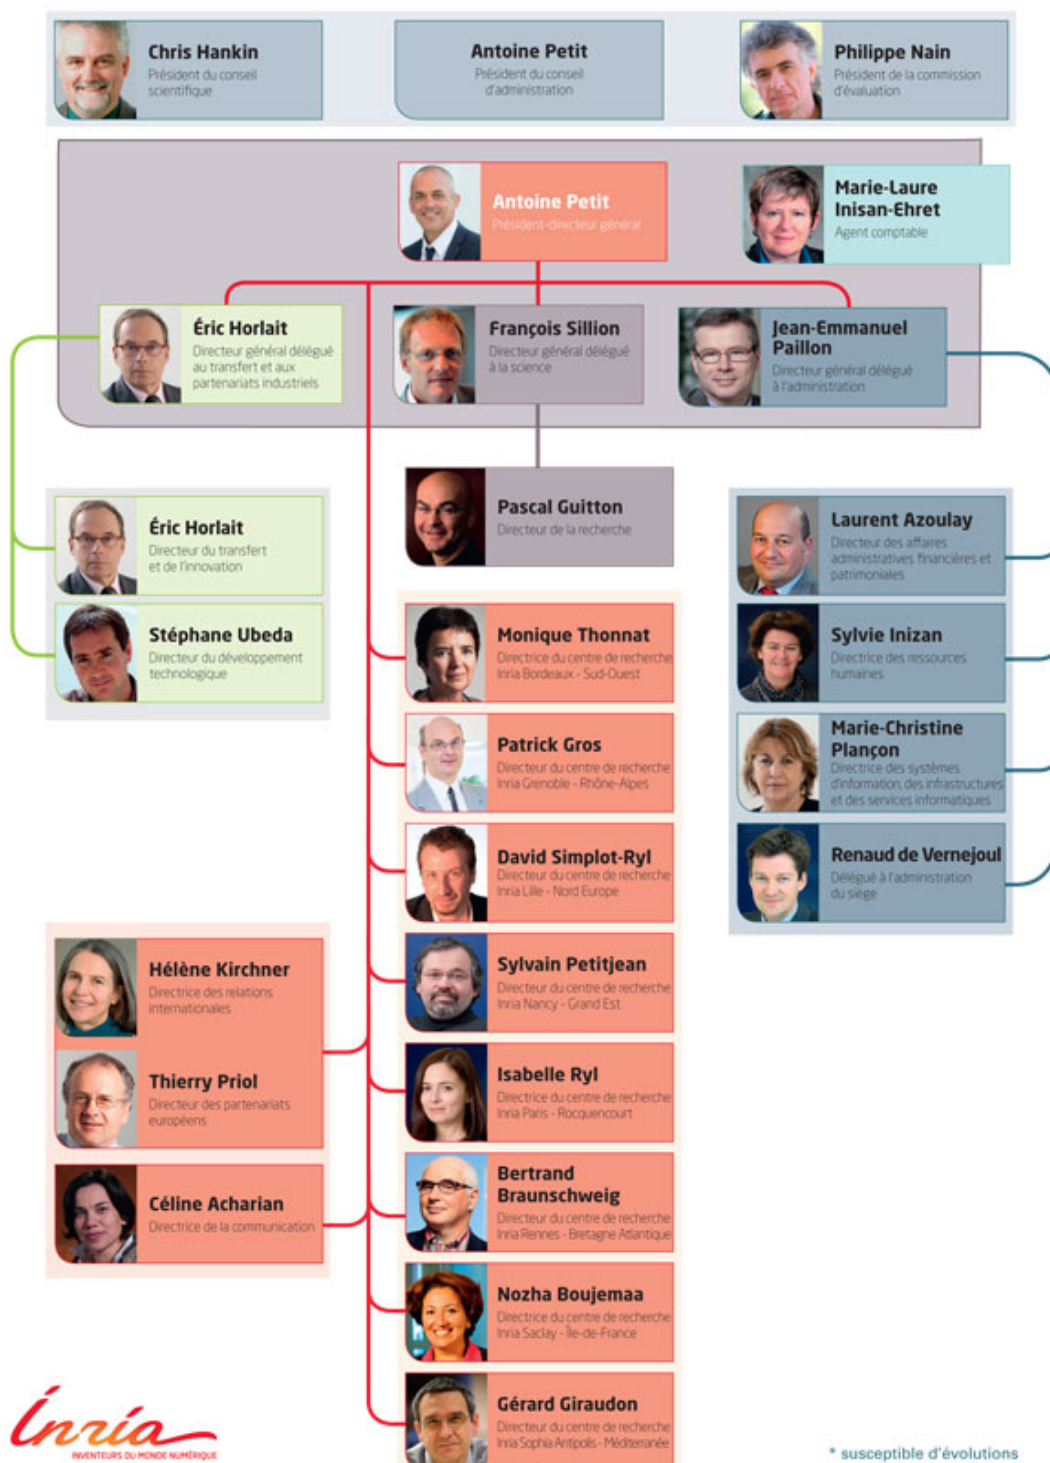 Chris Hankin
Président du conseil
scientifique
Antoine Petit
Président du conseil
d'administration
Philippe Nain
Président de la commission
d'évaluation
Antoine Petit
Président-directeur général
Marie-Laure
Inisan-Ehret
Agent comptable
Éric Horlait
Directeur général délégué
au transfert et aux
partenariats industriels
François Sillion
Directeur général délégué
à la science
Jean-Emmanuel
Paillon
Directeur général délégué
à l'administration
Éric Horlait
Directeur du transfert
et de l'innovation
Stéphane Ubeda
Directeur du développement
technologique
Pascal Guitton
Directeur de la recherche
Laurent Azoulay
Directeur des affaires
administratives financières et
patrimoniales
Sylvie Inizan
Directrice des ressources
humaines
Marie-Christine
Plançon
Directrice des systèmes
d'information, des infrastructures
et des services informatiques
Renaud de Vernejoul
Délégué à l'administration
du siège
Monique Thonnat
Directrice du centre de recherche
Inria Bordeaux - Sud-Ouest
Patrick Gros
Directeur du centre de recherche
Inria Grenoble - Rhône-Alpes
David Simplot-Ryl
Directeur du centre de recherche
Inria Lille - Nord Europe
Sylvain Petitjean
Directeur du centre de recherche
Inria Nancy - Grand Est
Isabelle Ryl
Directrice du centre de recherche
Inria Paris - Rocquencourt
Bertrand
Braunschweig
Directeur du centre de recherche
Inria Rennes - Bretagne Atlantique
Nozha Boujemaa
Directrice du centre de recherche
Inria Saclay - Île-de-France
Gérard Giraudon
Directeur du centre de recherche
Inria Sophia Antipolis - Méditerranée
Hélène Kirchner
Directrice des relations
internationales
Thierry Priol
Directeur des partenariats
européens
Céline Acharian
Directrice de la communication
Inria
INVENTEURS DU MONDE NUMÉRIQUE
* susceptible d'évolutions